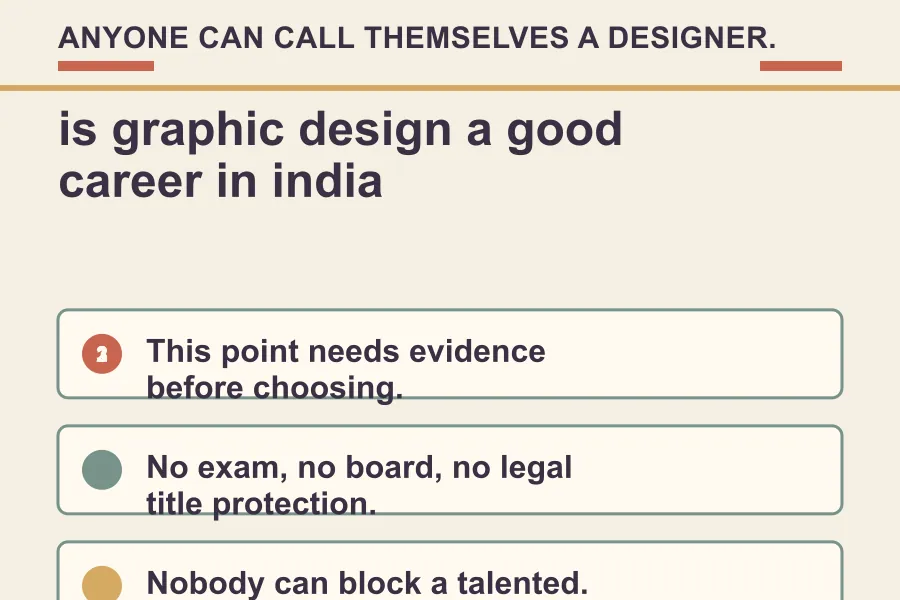 ANYONE CAN CALL THEMSELVES A DESIGNER.
is graphic design a good
career in india
This point needs evidence
before choosing.
No exam, no board, no legal
title protection.
Nobody can block a talented.